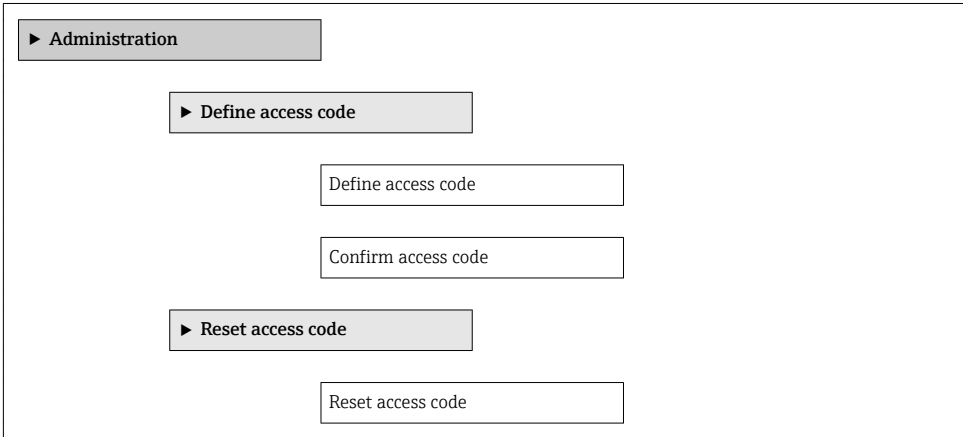 ► Administration
► Define access code
Define access code
Confirm access code
► Reset access code
Reset access code